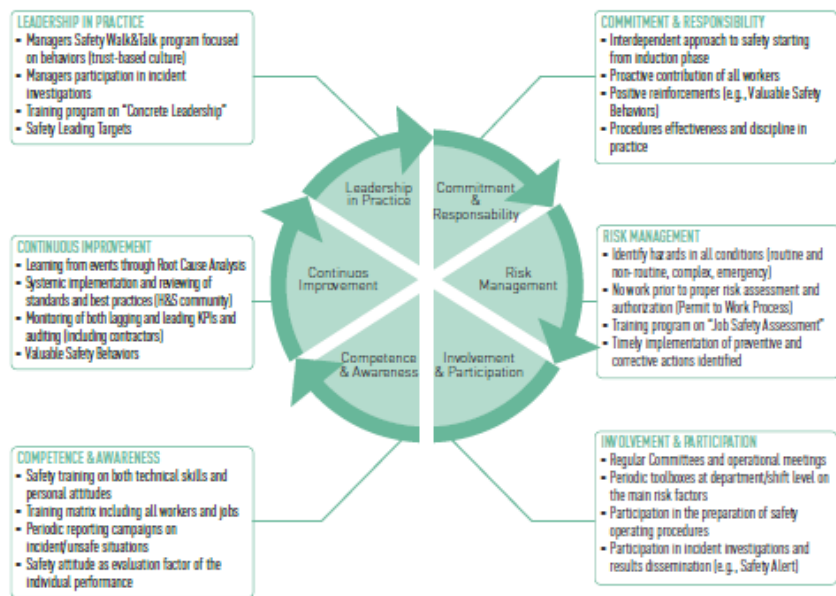 LEADERSHIP IN PRACTICE
- Managers Safety Walk&Talk program focused
on behaviors (trust-based culture)
- Managers participation in incident
investigations
- Training program on "Concrete Leadership"
- Safety Leading Targets
COMMITMENT & RESPONSIBILITY
- Interdependent approach to safety starting
from induction phase
- Proactive contribution of all workers
- Positive reinforcements (e.g., Valuable Safety
Behaviors)
- Procedures effectiveness and discipline in
practice
Leadership
in Practice
Commitment
&
Responsability
Continuos
Improvement
Risk
Management
Competence
& Awareness
Involvement
& Participation
CONTINUOUS IMPROVEMENT
- Learning from events through Root Cause Analysis
- Systemic implementation and reviewing of
standards and best practices (H&S community)
- Monitoring of both lagging and leading KPIs and
auditing (including contractors)
- Valuable Safety Behaviors
RISK MANAGEMENT
- Identify hazards in all conditions (routine and
non-routine, complex, emergency)
- No work prior to proper risk assessment and
authorization (Permit to Work Process)
- Training program on "Job Safety Assessment"
- Timely implementation of preventive and
corrective actions identified
COMPETENCE & AWARENESS
- Safety training on both technical skills and
personal attitudes
- Training matrix including all workers and jobs
- Periodic reporting campaigns on
incident/unsafe situations
- Safety attitude as evaluation factor of the
individual performance
INVOLVEMENT & PARTICIPATION
- Regular Committees and operational meetings
- Periodic toolboxes at department/shift level on
the main risk factors
- Participation in the preparation of safety
operating procedures
- Participation in incident investigations and
results dissemination (e.g., Safety Alert)